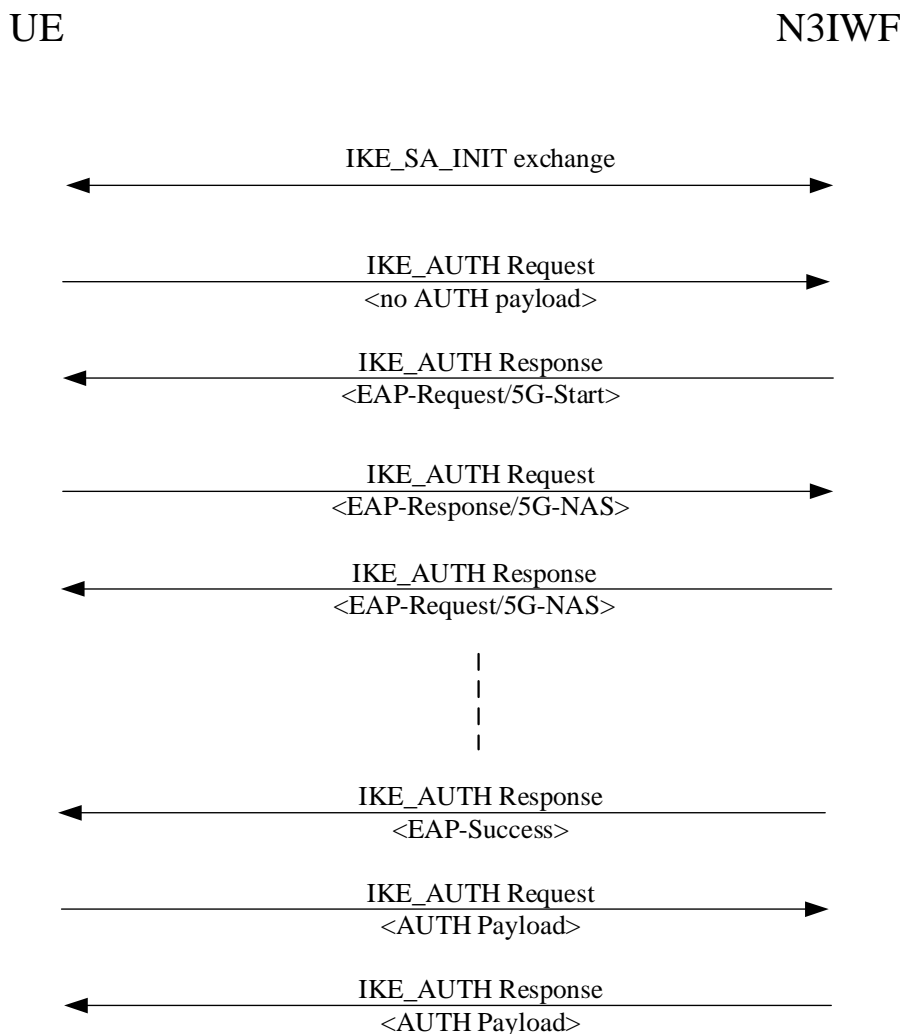 UE
N3IWF
IKE_SA_INIT exchange
IKE_AUTH Request
<no AUTH payload>
IKE_AUTH Response
<EAP-Request/5G-Start>
IKE_AUTH Request
<EAP-Response/5G-NAS>
IKE_AUTH Response
<EAP-Request/5G-NAS>
IKE_AUTH Response
<EAP-Success>
IKE_AUTH Request
<AUTH Payload>
IKE_AUTH Response
<AUTH Payload>